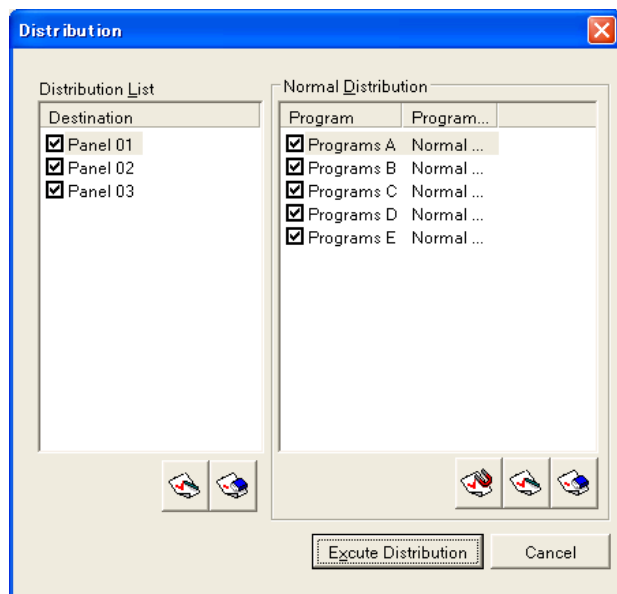 Distribution
Distribution List
Destination
Panel 01
Panel 02
Panel 03
Normal Distribution
Program Program...
Programs A Normal ...
Programs B Normal ...
Programs C Normal ...
Programs D Normal ...
Programs E Normal ...
Excute Distribution Cancel